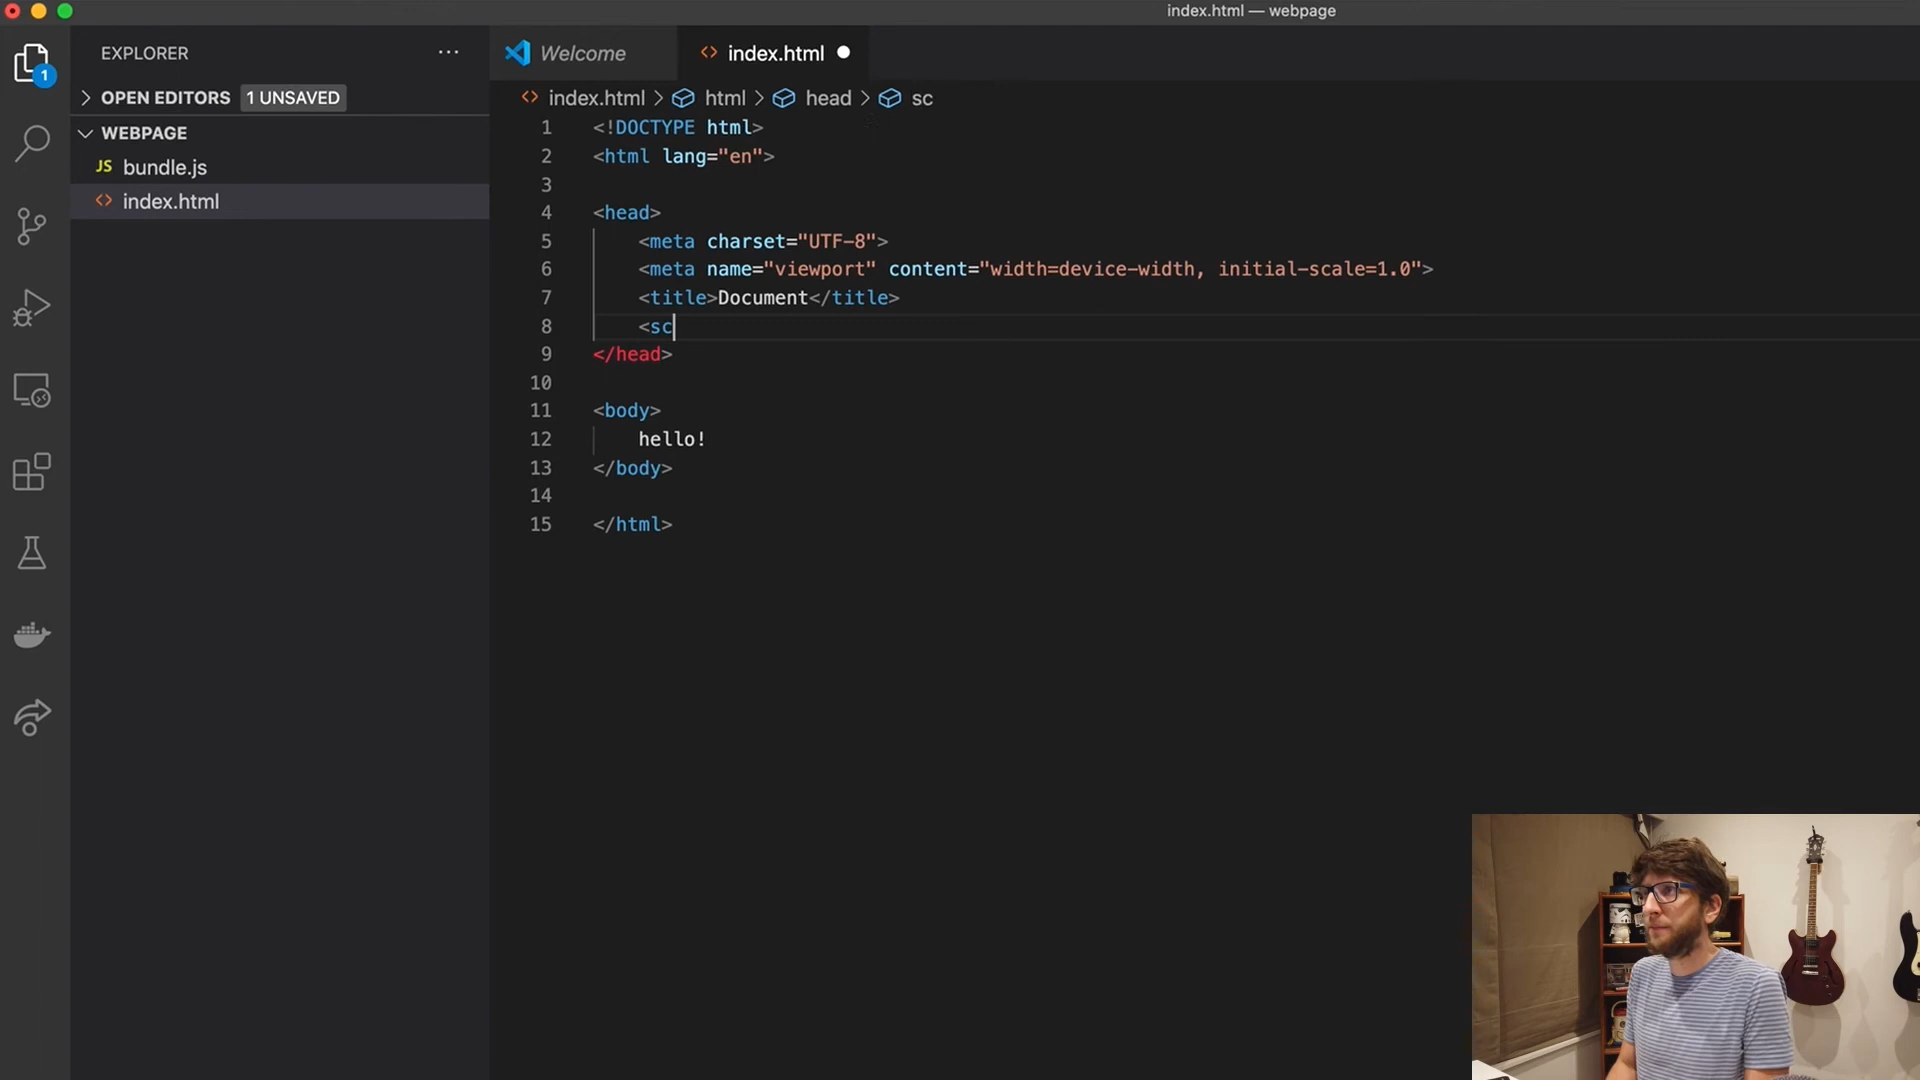 index.html — webpage
EXPLORER
Welcome
index.html
1
OPEN EDITORS 1 UNSAVED
index.html > html > head > sc
WEBPAGE
JS bundle.js
index.html
1 <!DOCTYPE html>
2 <html lang="en">
3
4 <head>
5 <meta charset="UTF-8">
6 <meta name="viewport" content="width=device-width, initial-scale=1.0">
7 <title>Document</title>
8 <sc
9 </head>
10
11 <body>
12 hello!
13 </body>
14
15 </html>